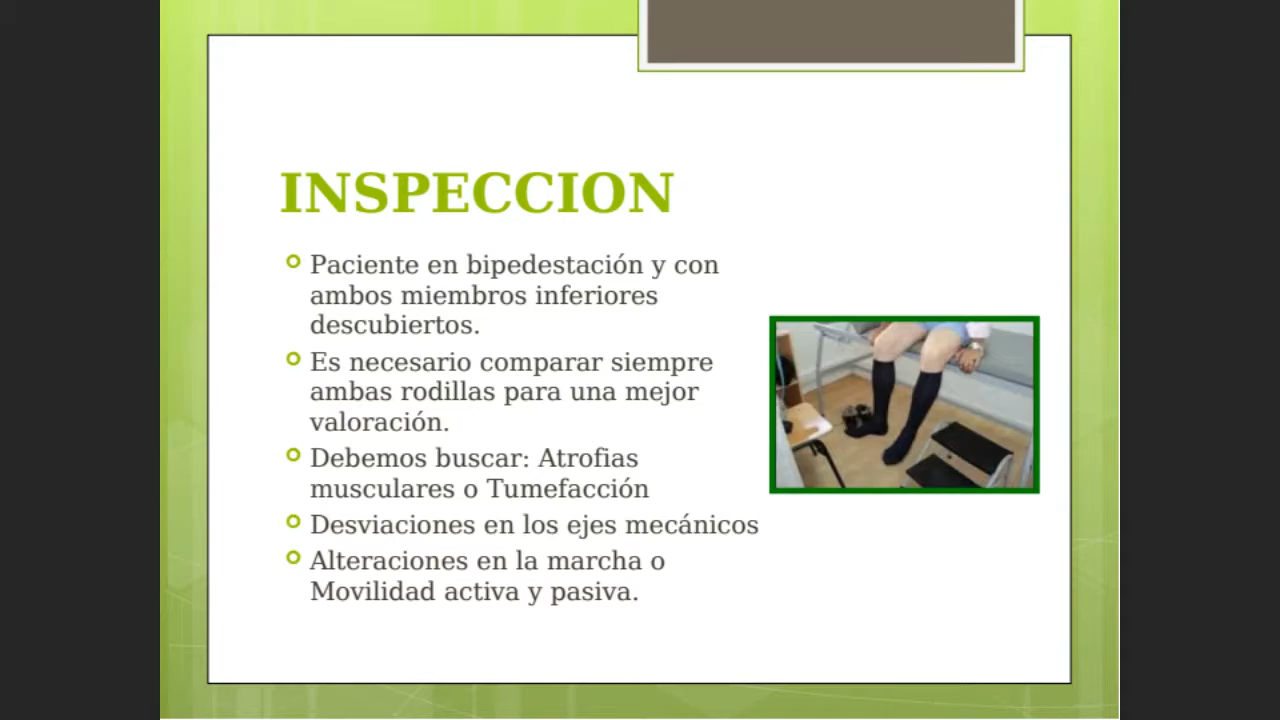 INSPECCION
Paciente en bipedestación y con
ambos miembros inferiores
descubiertos.
Es necesario comparar siempre
ambas rodillas para una mejor
valoración.
Debemos buscar: Atrofias
musculares o Tumefacción
Desviaciones en los ejes mecánicos
Alteraciones en la marcha o
Movilidad activa y pasiva.